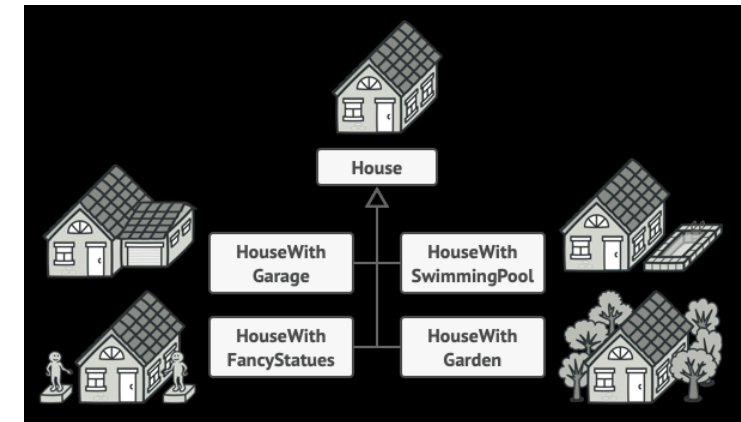 House
HouseWith
Garage
HouseWith
SwimmingPool
HouseWith
FancyStatues
HouseWith
Garden